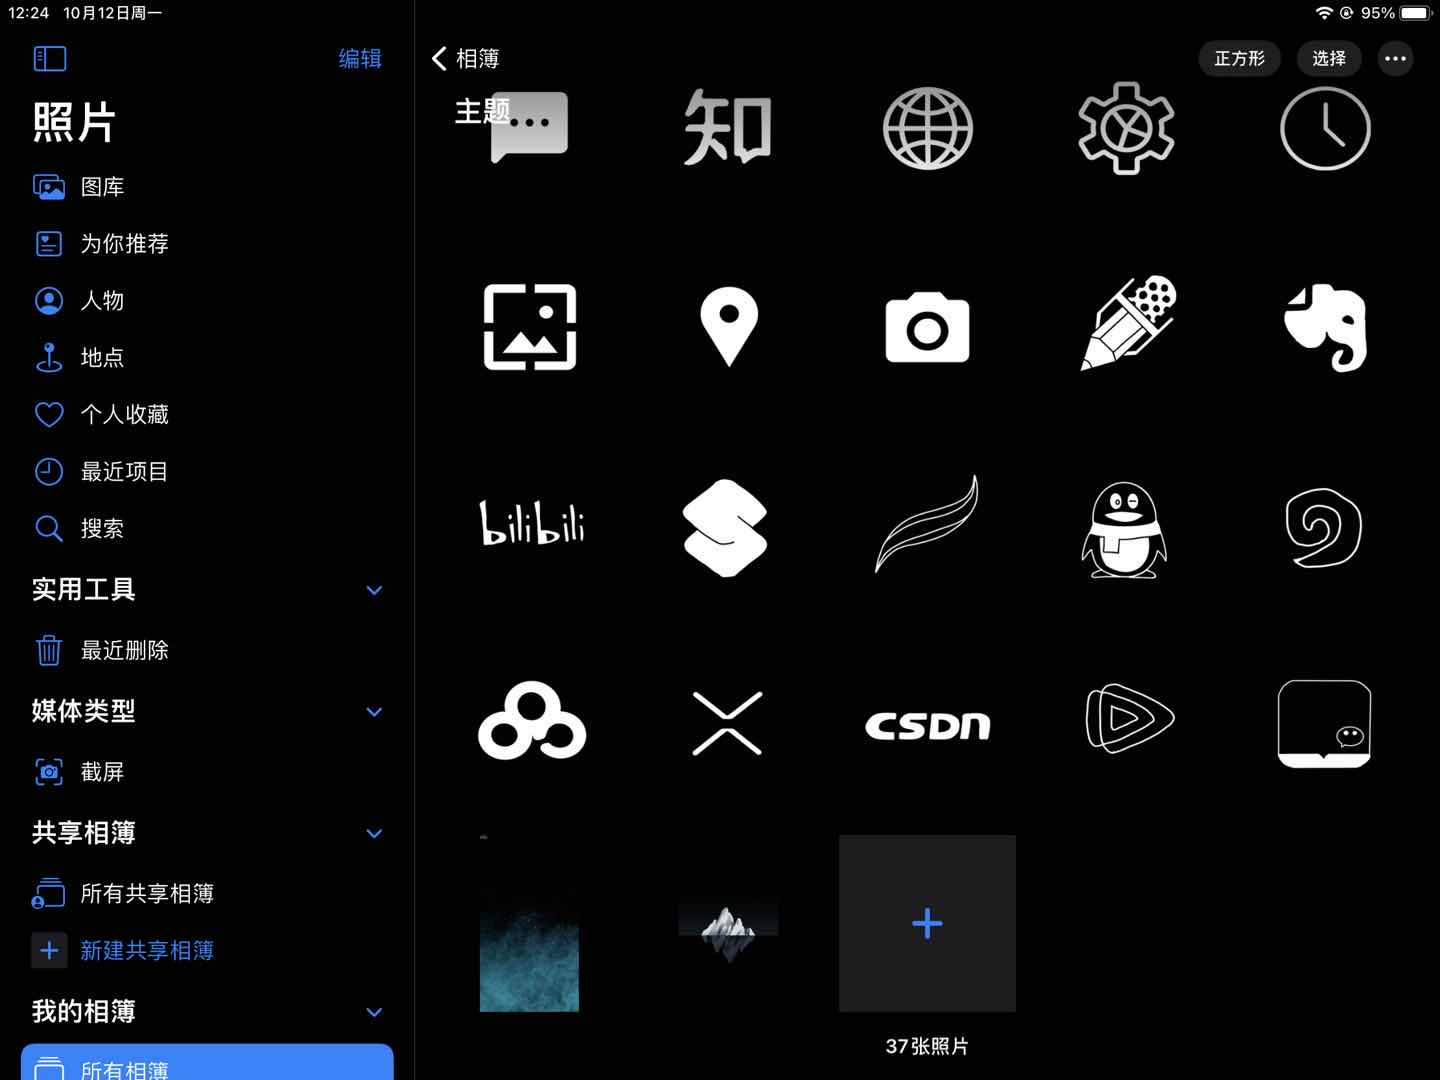 12:24 10月12日周一
95%
编辑
照片
图库
为你推荐
人物
地点
个人收藏
最近项目
搜索
实用工具
最近删除
媒体类型
截屏
共享相簿
所有共享相簿
新建共享相簿
我的相簿
所有相簿
相簿
正方形
选择
主题
知
bilibili
CSDN
37张照片